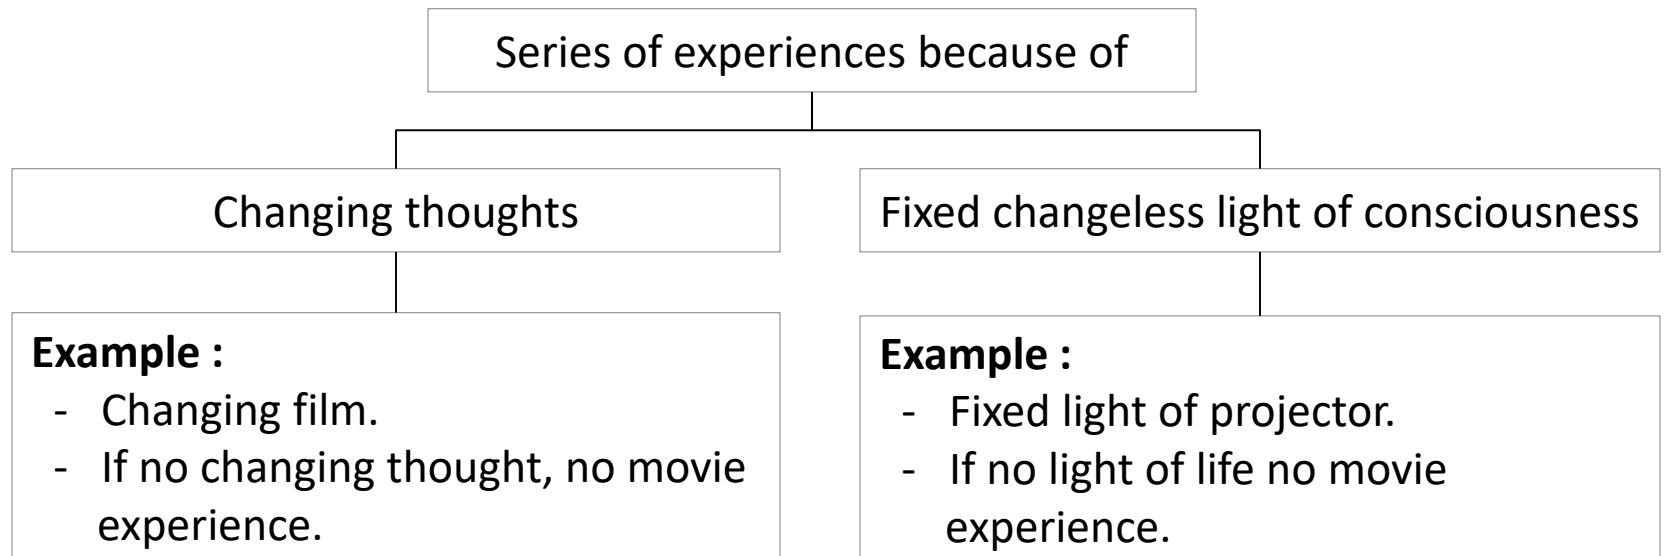 Series of experiences because of
Changing thoughts
Fixed changeless light of consciousness
Example :
- Changing film.
- If no changing thought, no movie
experience.
Example :
- Fixed light of projector.
- If no light of life no movie
experience.